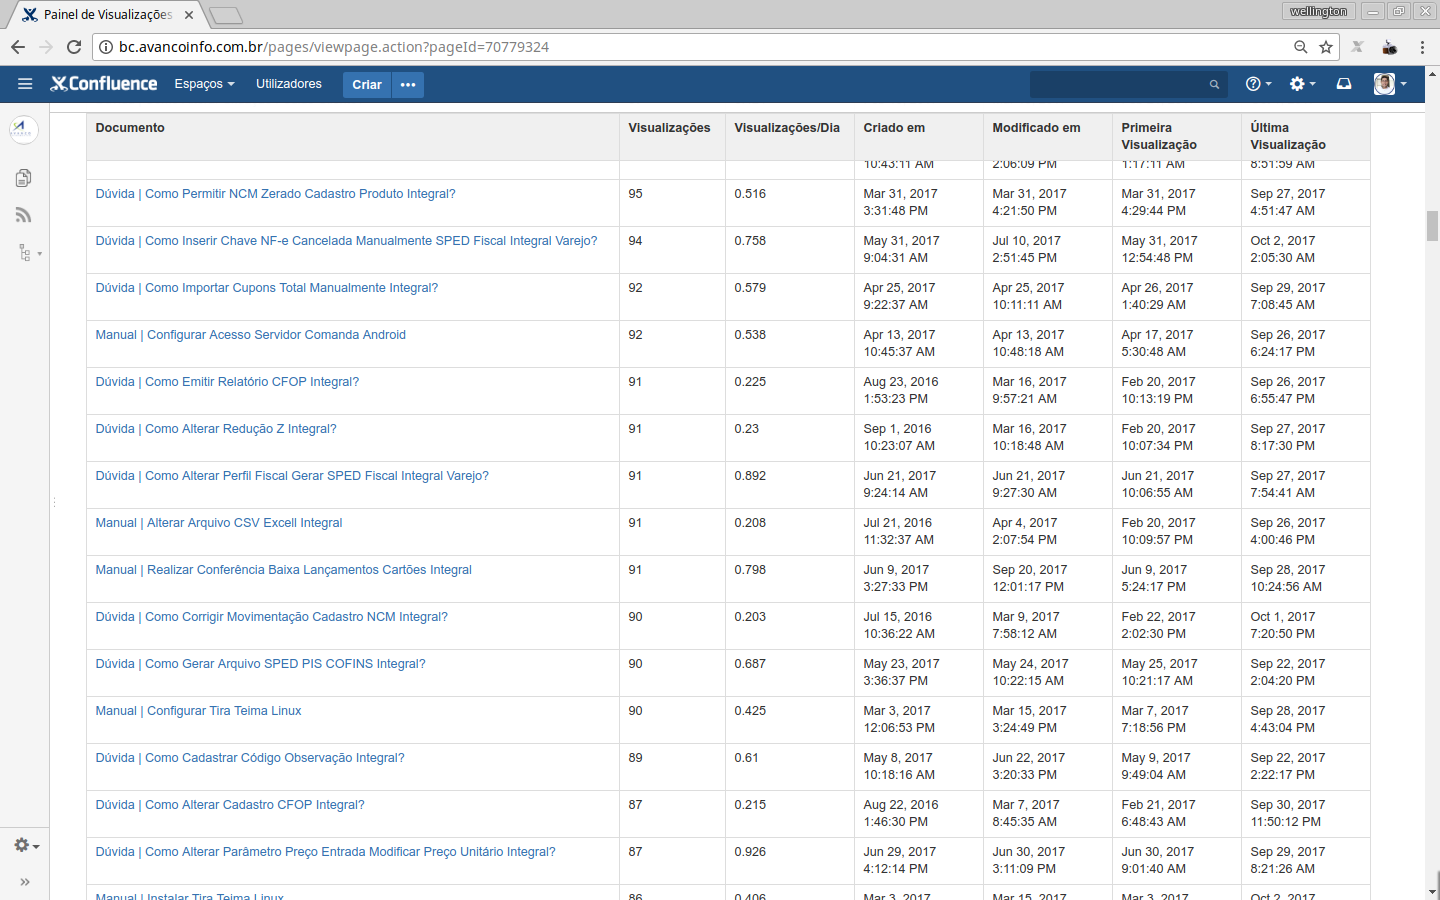 Painel de Visualizações
wellington
bc.avancoinfo.com.br/pages/viewpage.action?pageId=70779324
Confluence Espaços Utilizadores Criar •••
Documento Visualizações Visualizações/Dia Criado em Modificado em Primeira Visualização Última Visualização
10:43:11 AM 2:06:09 PM 1:17:11 AM 8:51:59 AM
Dúvida | Como Permitir NCM Zerado Cadastro Produto Integral? 95 0.516 Mar 31, 2017 3:31:48 PM Mar 31, 2017 4:21:50 PM Mar 31, 2017 4:29:44 PM Sep 27, 2017 4:51:47 AM
Dúvida | Como Inserir Chave NF-e Cancelada Manualmente SPED Fiscal Integral Varejo? 94 0.758 May 31, 2017 9:04:31 AM Jul 10, 2017 2:51:45 PM May 31, 2017 12:54:48 PM Oct 2, 2017 2:05:30 AM
Dúvida | Como Importar Cupons Total Manualmente Integral? 92 0.579 Apr 25, 2017 9:22:37 AM Apr 25, 2017 10:11:11 AM Apr 26, 2017 1:40:29 AM Sep 29, 2017 7:08:45 AM
Manual | Configurar Acesso Servidor Comanda Android 92 0.538 Apr 13, 2017 10:45:37 AM Apr 13, 2017 10:48:18 AM Apr 17, 2017 5:30:48 AM Sep 26, 2017 6:24:17 PM
Dúvida | Como Emitir Relatório CFOP Integral? 91 0.225 Aug 23, 2016 1:53:23 PM Mar 16, 2017 9:57:21 AM Feb 20, 2017 10:13:19 PM Sep 26, 2017 6:55:47 PM
Dúvida | Como Alterar Redução Z Integral? 91 0.23 Sep 1, 2016 10:23:07 AM Mar 16, 2017 10:18:48 AM Feb 20, 2017 10:07:34 PM Sep 27, 2017 8:17:30 PM
Dúvida | Como Alterar Perfil Fiscal Gerar SPED Fiscal Integral Varejo? 91 0.892 Jun 21, 2017 9:24:14 AM Jun 21, 2017 9:27:30 AM Jun 21, 2017 10:06:55 AM Sep 27, 2017 7:54:41 AM
Manual | Alterar Arquivo CSV Excell Integral 91 0.208 Jul 21, 2016 11:32:37 AM Apr 4, 2017 2:07:54 PM Feb 20, 2017 10:09:57 PM Sep 26, 2017 4:00:46 PM
Manual | Realizar Conferência Baixa Lançamentos Cartões Integral 91 0.798 Jun 9, 2017 3:27:33 PM Sep 20, 2017 12:01:17 PM Jun 9, 2017 5:24:17 PM Sep 28, 2017 10:24:56 AM
Dúvida | Como Corrigir Movimentação Cadastro NCM Integral? 90 0.203 Jul 15, 2016 10:36:22 AM Mar 9, 2017 7:58:12 AM Feb 22, 2017 2:02:30 PM Oct 1, 2017 7:20:50 PM
Dúvida | Como Gerar Arquivo SPED PIS COFINS Integral? 90 0.687 May 23, 2017 3:36:37 PM May 24, 2017 10:22:15 AM May 25, 2017 10:21:17 AM Sep 22, 2017 2:04:20 PM
Manual | Configurar Tira Teima Linux 90 0.425 Mar 3, 2017 12:06:53 PM Mar 15, 2017 3:24:49 PM Mar 7, 2017 7:18:56 PM Sep 28, 2017 4:43:04 PM
Dúvida | Como Cadastrar Código Observação Integral? 89 0.61 May 8, 2017 10:18:16 AM Jun 22, 2017 3:20:33 PM May 9, 2017 9:49:04 AM Sep 22, 2017 2:22:17 PM
Dúvida | Como Alterar Cadastro CFOP Integral? 87 0.215 Aug 22, 2016 1:46:30 PM Mar 7, 2017 8:45:35 AM Feb 21, 2017 6:48:43 AM Sep 30, 2017 11:50:12 PM
Dúvida | Como Alterar Parâmetro Preço Entrada Modificar Preço Unitário Integral? 87 0.926 Jun 29, 2017 4:12:14 PM Jun 30, 2017 3:11:09 PM Jun 30, 2017 9:01:40 AM Sep 29, 2017 8:21:26 AM
Manual | Instalar Tira Teima Linux 86 0.406 Mar 3, 2017 Mar 15, 2017 Mar 3, 2017 Oct 2, 2017